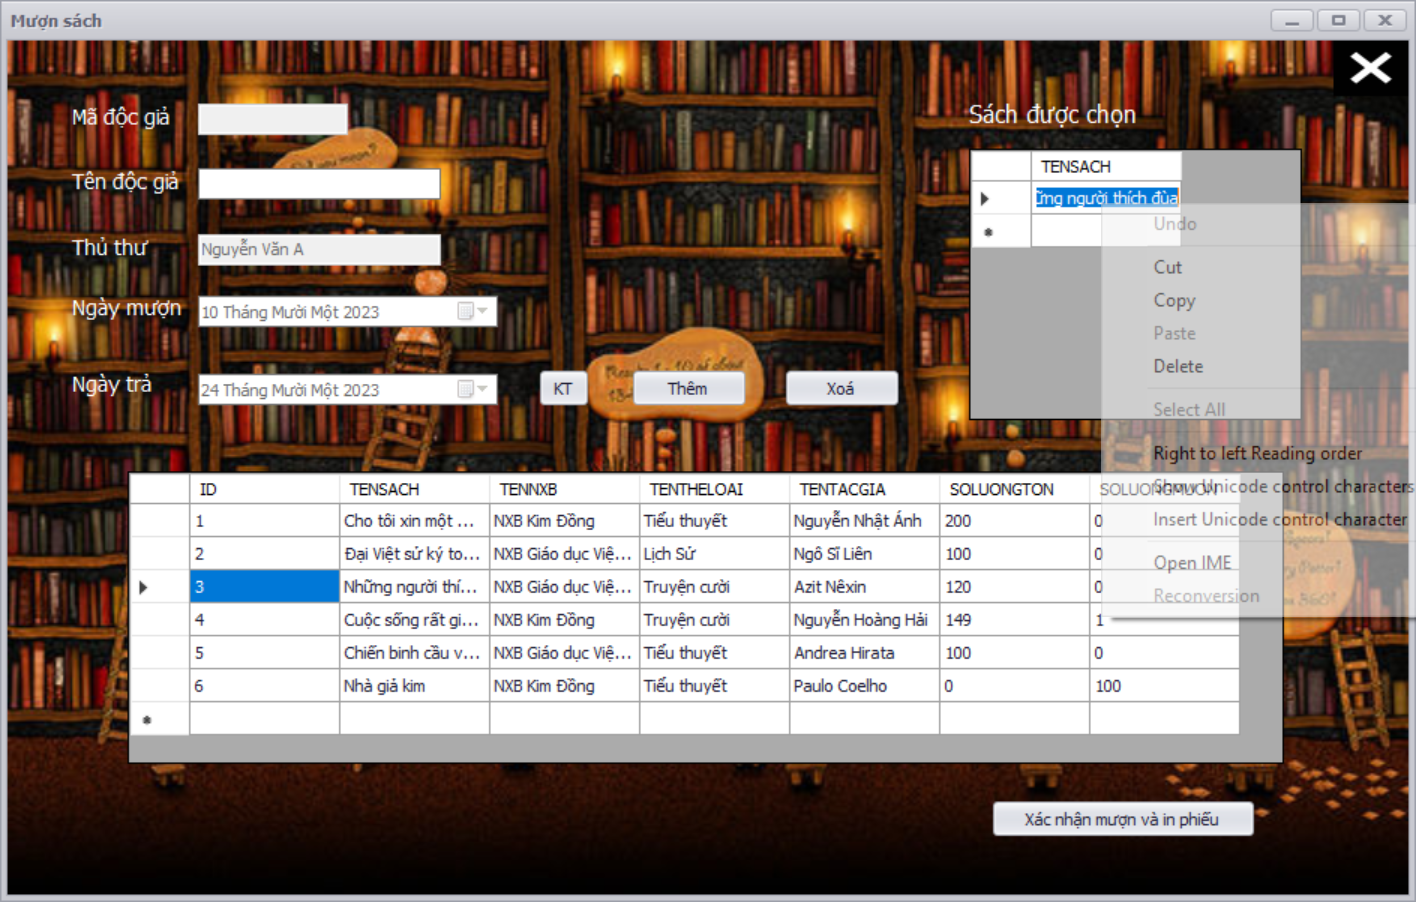 Mượn sách
Mã độc giả
Sách được chọn
TENSACH
Tên độc giả
ững người thích đùa
Thủ thư
Nguyễn Văn A
Ngày mượn
10 Tháng Mười Một 2023
Ngày trả
24 Tháng Mười Một 2023
KT
Thêm
Xoá
Undo
Cut
Copy
Paste
Delete
Select All
Right to left Reading order
Show Unicode control characters
Insert Unicode control character
Open IME
Reconversion
ID TENSACH TENNXB TENTHELOAI TENTACGIA SOLUONGTON SOLUONGMUON
1 Cho tôi xin một ... NXB Kim Đồng Tiểu thuyết Nguyễn Nhật Ánh 200 0
2 Đại Việt sử ký to... NXB Giáo dục Việ... Lịch Sử Ngô Sĩ Liên 100 0
3 Những người thí... NXB Giáo dục Việ... Truyện cười Azit Nêxin 120 0
4 Cuộc sống rất gi... NXB Kim Đồng Truyện cười Nguyễn Hoàng Hải 149 1
5 Chiến binh cầu v... NXB Giáo dục Việ... Tiểu thuyết Andrea Hirata 100 0
6 Nhà giả kim NXB Kim Đồng Tiểu thuyết Paulo Coelho 0 100
Xác nhận mượn và in phiếu